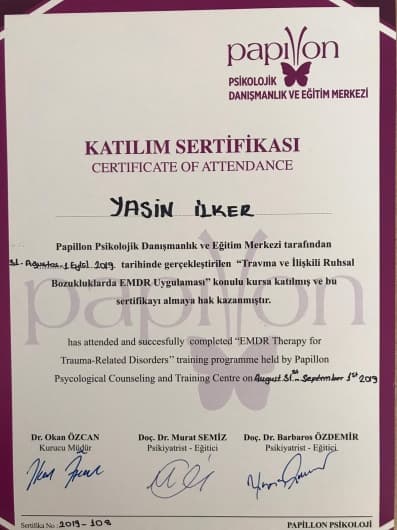 papillon
PSİKOLOJİK
DANIŞMANLIK VE EĞİTİM MERKEZİ
KATILIM SERTİFİKASI
CERTIFICATE OF ATTENDANCE
YASİN İLKER
Papillon Psikolojik Danışmanlık ve Eğitim Merkezi tarafından
31-Ağustos-1 Eylül 2019 tarihinde gerçekleştirilen “Travma ve İlişkili Ruhsal
Bozukluklarda EMDR Uygulaması” konulu kursa katılmış ve bu
sertifikayı almaya hak kazanmıştır.
papillon
has attended and succesfully completed “EMDR Therapy for
Trauma-Related Disorders” training programme held by Papillon
Psycological Counseling and Training Centre on August 31st - September 1st 2019
Dr. Okan ÖZCAN Doç. Dr. Murat SEMİZ Doç. Dr. Barbaros ÖZDEMİR
Kurucu Müdür Psikiyatrist - Eğitici Psikiyatrist - Eğitici
Sertifika No 2019-108 PAPİLLON PSİKOLOJİ